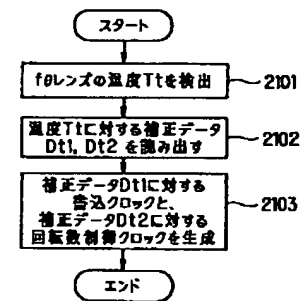 スタート
fθレンズの温度Ttを検出
2101
温度Ttに対する補正データ
Dt1, Dt2 を読み出す
2102
補正データDt1に対する
書込クロックと、
補正データDt2に対する
回転数制御クロックを生成
2103
エンド